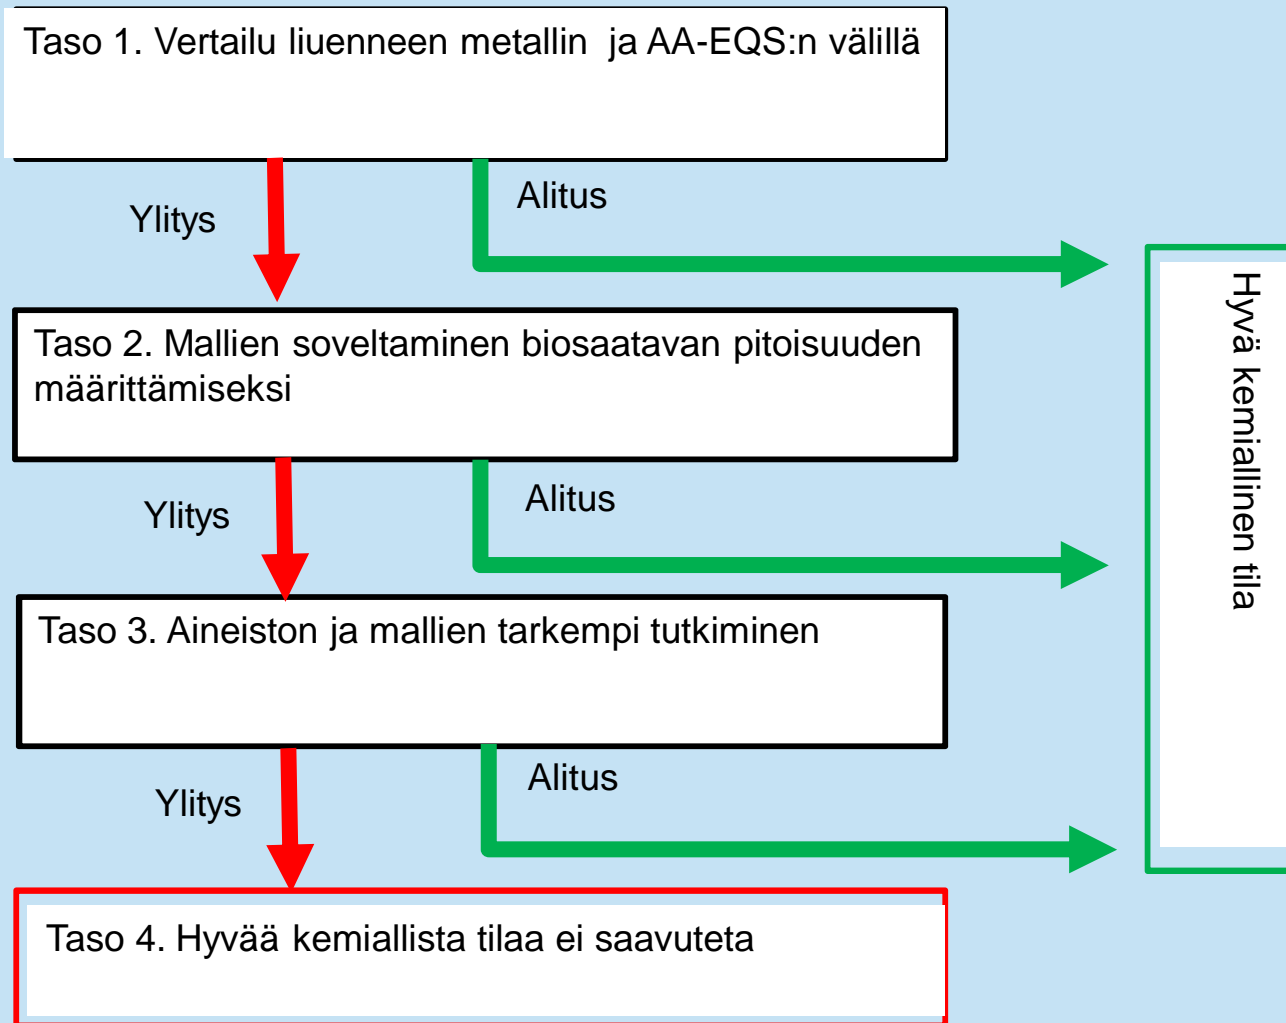 Taso 1. Vertailu liuenneen metallin ja AA-EQS:n välillä
Ylitys
Alitus
Taso 2. Mallien soveltaminen biosaatavan pitoisuuden
määrittämiseksi
Ylitys
Alitus
Taso 3. Aineiston ja mallien tarkempi tutkiminen
Ylitys
Alitus
Taso 4. Hyvää kemiallista tilaa ei saavuteta
Hyvä kemiallinen tila